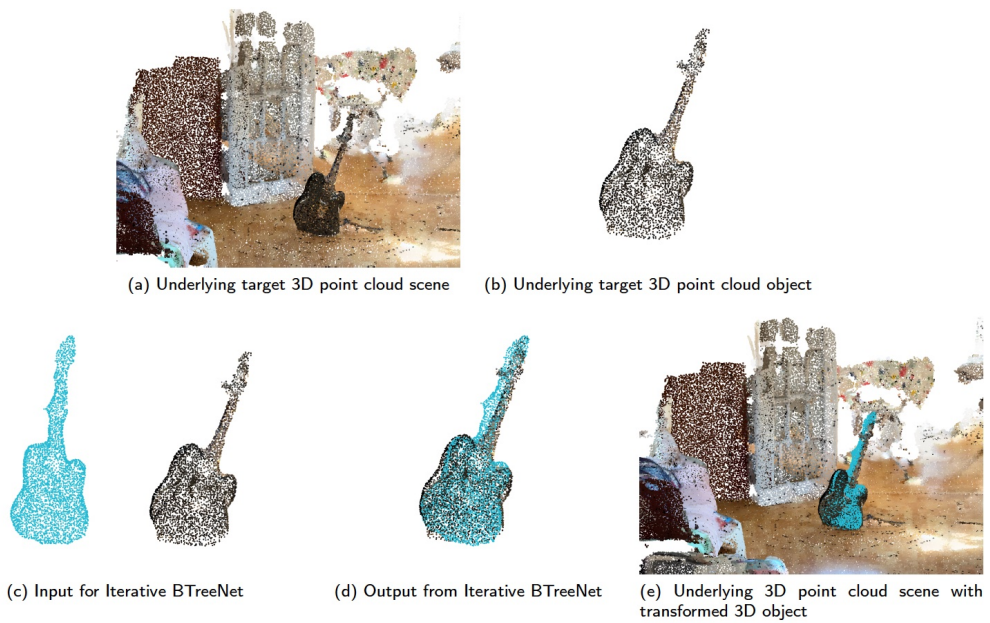 (a) Underlying target 3D point cloud scene
(b) Underlying target 3D point cloud object
(c) Input for Iterative BTreeNet
(d) Output from Iterative BTreeNet
(e) Underlying 3D point cloud scene with
transformed 3D object